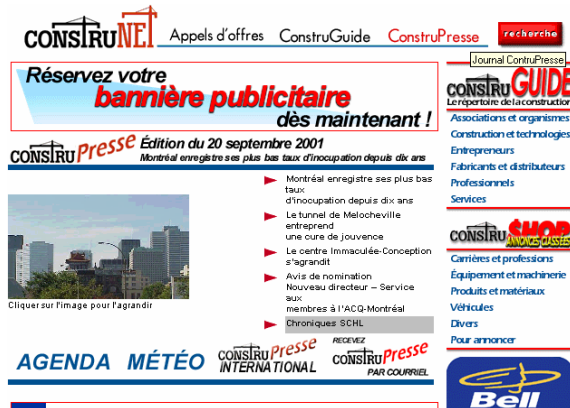 CONSTRUNET
Appels d'offres ConstruGuide ConstruPresse recherche
Journal ContruPresse
Réservez votre
bannière publicitaire
dès maintenant !
CONSTRU Presse Édition du 20 septembre 2001
Montréal enregistre ses plus bas taux d'inocupation depuis dix ans
Montréal enregistre ses plus bas
taux
d'inocupation depuis dix ans
Le tunnel de Melocheville
entreprend
une cure de jouvence
Le centre Immaculée-Conception
s'agrandit
Avis de nomination
Nouveau directeur – Service
aux
membres à l'ACQ-Montréal
Chroniques SCHL
Cliquer sur l'image pour l'agrandir
AGENDA MÉTÉO
CONSTRU Presse
INTERNATIONAL
RECEVEZ
CONSTRU Presse
PAR COURRIEL
CONSTRU GUIDE
Le répertoire de la construction
Associations et organismes
Construction et technologies
Entrepreneurs
Fabricants et distributeurs
Professionnels
Services
CONSTRU SHOP
ANNONCES CLASSÉES
Carrières et professions
Équipement et machinerie
Produits et matériaux
Véhicules
Divers
Pour annoncer
Bell